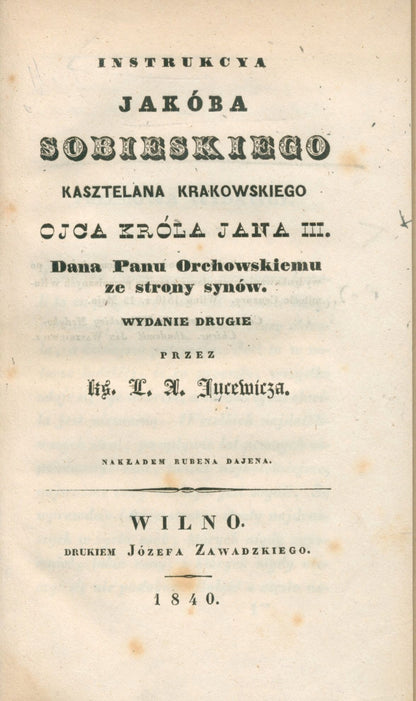 INSTRUKCYA
JAKÓBA
SOBIESKIEGO
KASZTELANA KRAKOWSKIEGO
OJCA KRÓLA JANA III.
Dana Panu Orchowskiemu
ze strony synów.
WYDANIE DRUGIE
PRZEZ
kś. L. A. Jucewicza.
NAKŁADEM RUBENA DAJENA.
WILNO.
DRUKIEM JÓZEFA ZAWADZKIEGO.
1840.